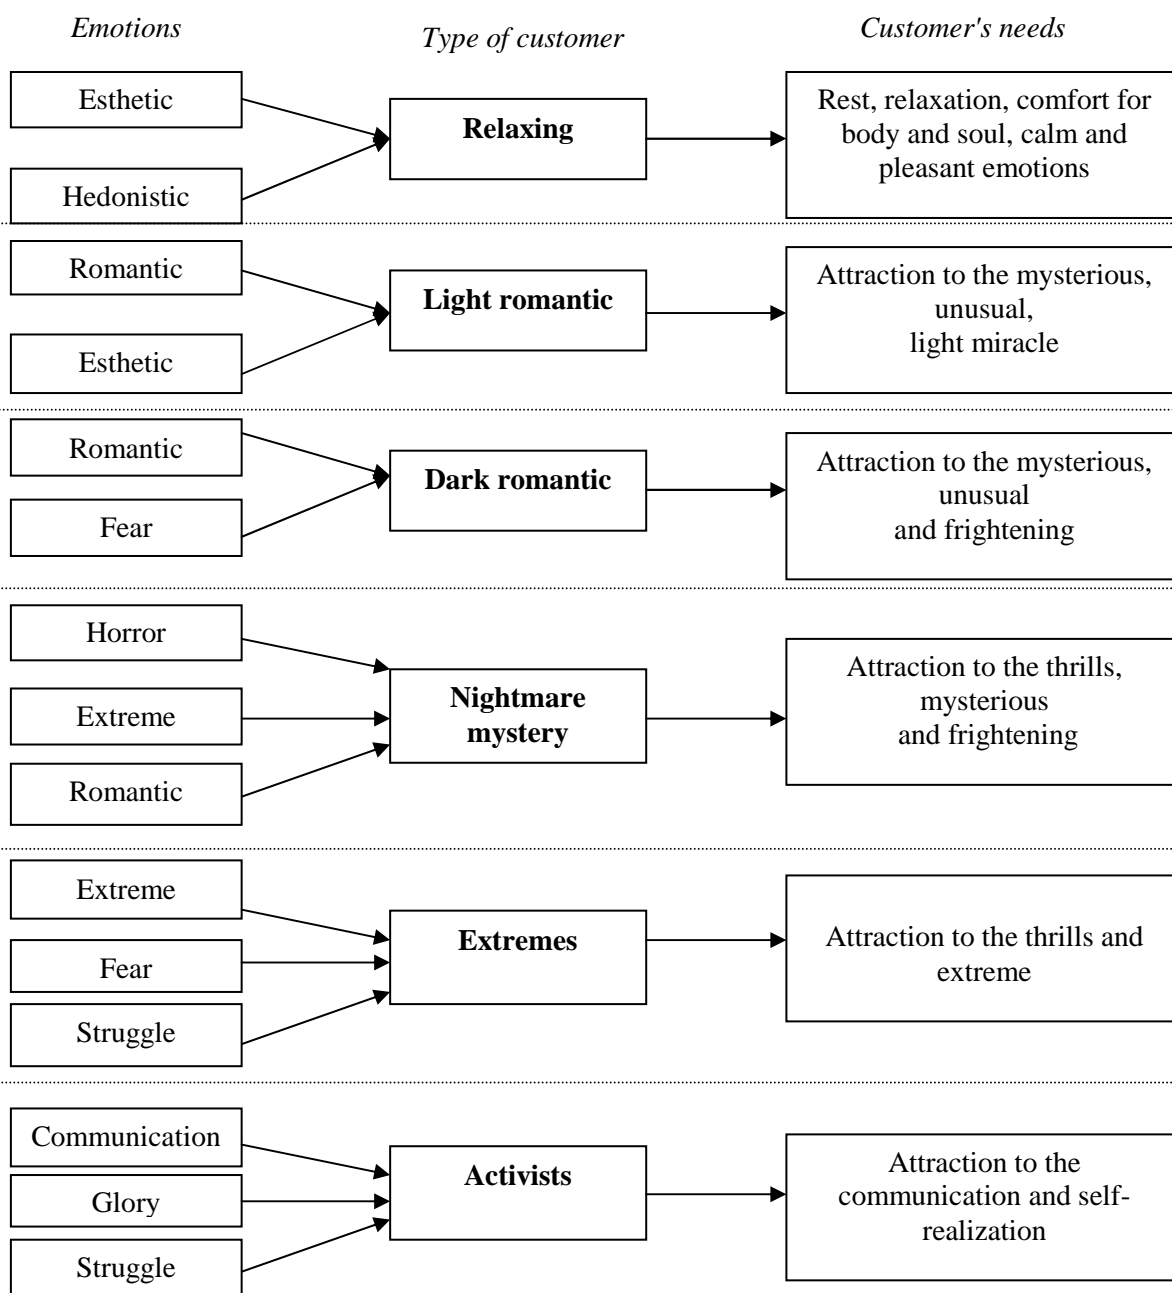 Emotions
Type of customer
Customer's needs
Esthetic
Hedonistic
Relaxing
Rest, relaxation, comfort for
body and soul, calm and
pleasant emotions
Romantic
Esthetic
Light romantic
Attraction to the mysterious,
unusual,
light miracle
Romantic
Fear
Dark romantic
Attraction to the mysterious,
unusual
and frightening
Horror
Extreme
Romantic
Nightmare
mystery
Attraction to the thrills,
mysterious
and frightening
Extreme
Fear
Struggle
Extremes
Attraction to the thrills and
extreme
Communication
Glory
Struggle
Activists
Attraction to the
communication and self-
realization